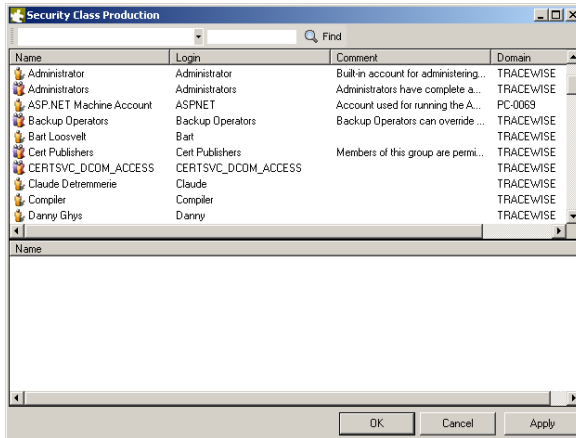 Security Class Production
Find
Name Login Comment Domain
Administrator Administrator Built-in account for administering... TRACEWISE
Administrators Administrators Administrators have complete a... TRACEWISE
ASP.NET Machine Account ASPNET Account used for running the A... PC-0069
Backup Operators Backup Operators Backup Operators can override ... TRACEWISE
Bart Loosvelt Bart TRACEWISE
Cert Publishers Cert Publishers Members of this group are permi... TRACEWISE
CERTSVC_DCOM_ACCESS CERTSVC_DCOM_ACCESS TRACEWISE
Claude Detremmerie Claude TRACEWISE
Compiler Compiler TRACEWISE
Danny Ghys Danny TRACEWISE
Name
OK Cancel Apply